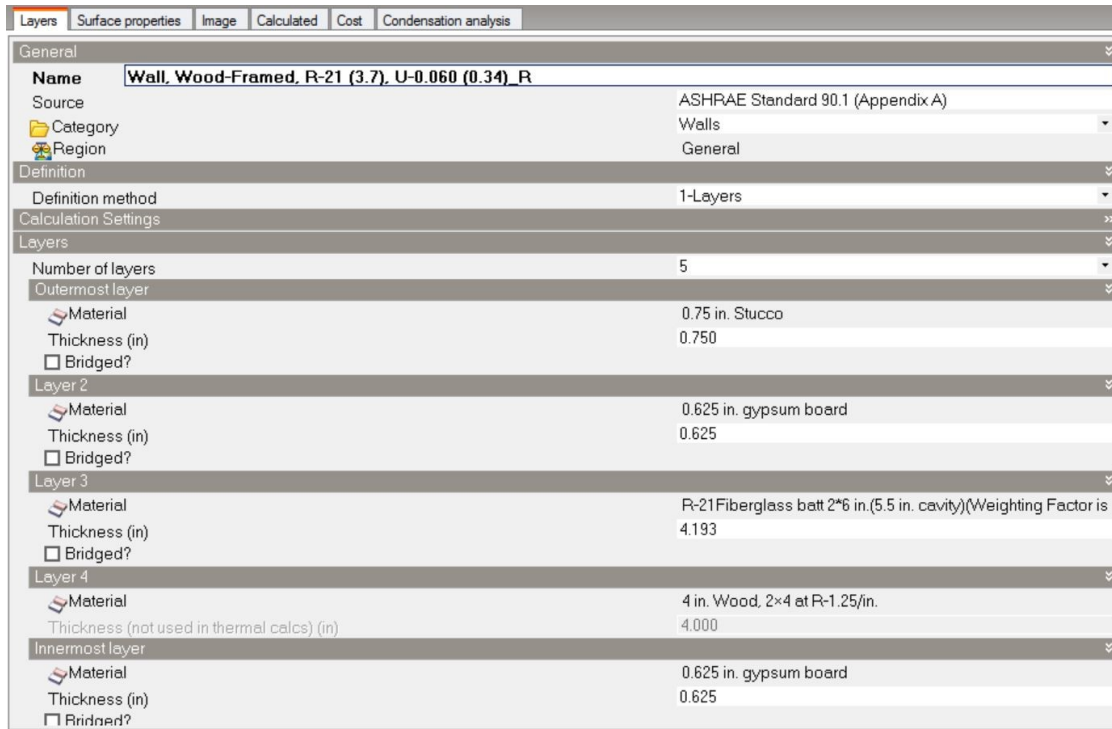 Layers Surface properties Image Calculated Cost Condensation analysis
General
Name Wall, Wood-Framed, R-21 (3.7), U-0.060 (0.34)_R
Source ASHRAE Standard 90.1 (Appendix A)
Category Walls
Region General
Definition
Definition method 1-Layers
Calculation Settings
Layers
Number of layers 5
Outermost layer
Material 0.75 in. Stucco
Thickness (in) 0.750
Bridged?
Layer 2
Material 0.625 in. gypsum board
Thickness (in) 0.625
Bridged?
Layer 3
Material R-21Fiberglass batt 2*6 in.(5.5 in. cavity)(Weighting Factor is
Thickness (in) 4.193
Bridged?
Layer 4
Material 4 in. Wood, 2×4 at R-1.25/in.
Thickness (not used in thermal calcs) (in) 4.000
Innermost layer
Material 0.625 in. gypsum board
Thickness (in) 0.625
Bridged?